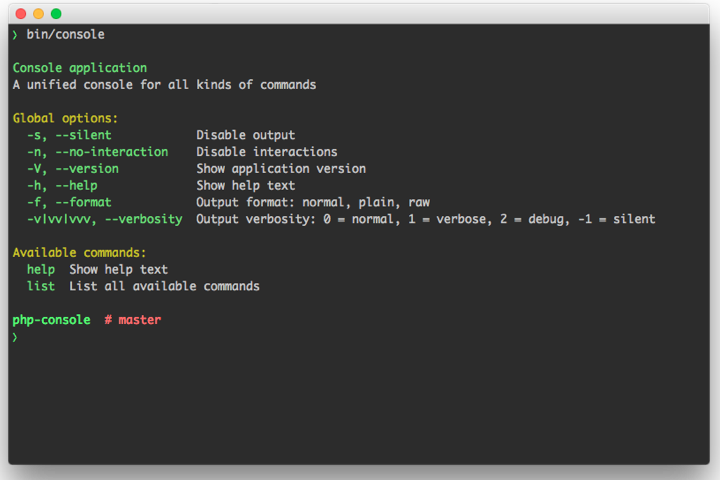 ❯ bin/console
Console application
A unified console for all kinds of commands
Global options:
-s, --silent Disable output
-n, --no-interaction Disable interactions
-V, --version Show application version
-h, --help Show help text
-f, --format Output format: normal, plain, raw
-v|vv|vvv, --verbosity Output verbosity: 0 = normal, 1 = verbose, 2 = debug, -1 = silent
Available commands:
help Show help text
list List all available commands
php-console # master
❯